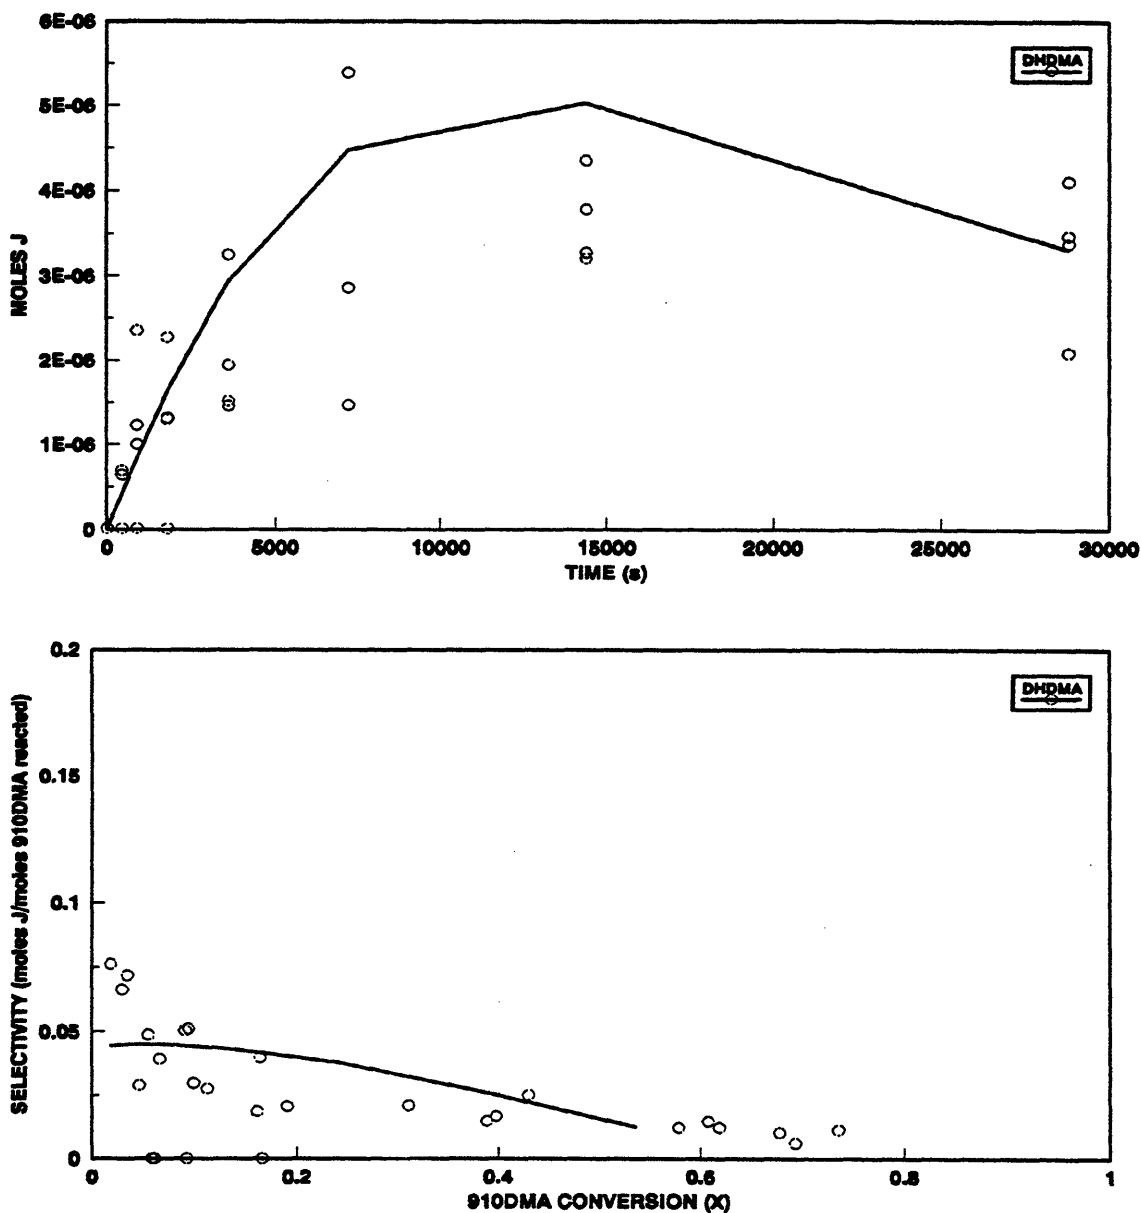 6E-06
DHDMA
5E-06
4E-06
MOLES J
3E-06
2E-06
1E-06
0
0 5000 10000 15000 20000 25000 30000
TIME (s)
0.2
DHDMA
0.15
SELECTIVITY (moles J/moles 910DMA reacted)
0.1
0.05
0
0 0.2 0.4 0.6 0.8 1
910DMA CONVERSION (X)